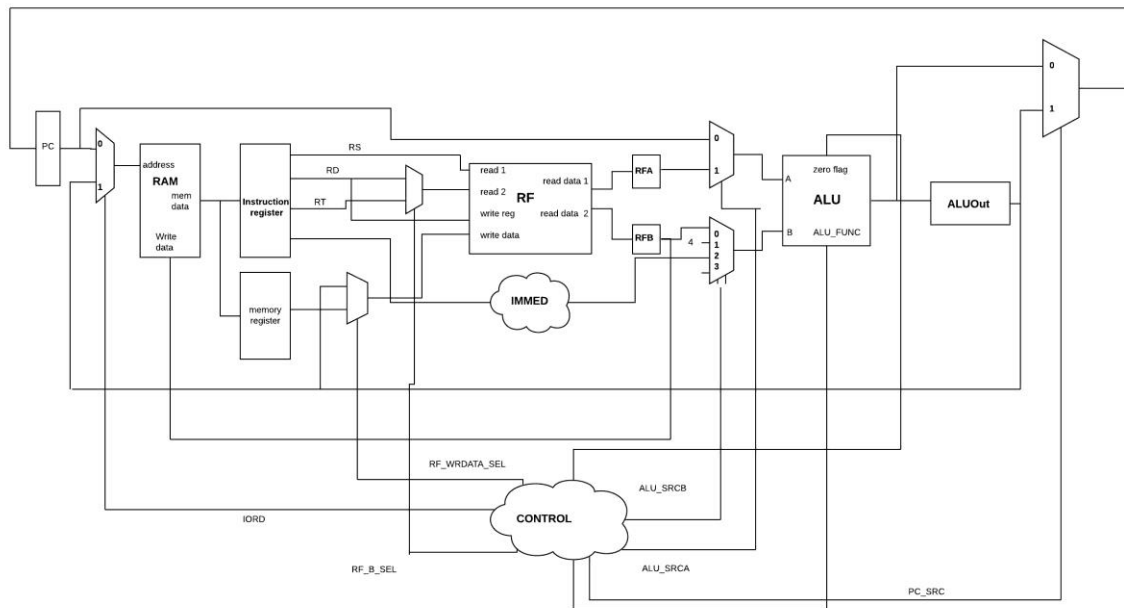 0
1
PC
0
1
address
RAM
mem
data
Write
data
Instruction
register
memory
register
RS
RD
RT
read 1
read 2
write reg
write data
RF
read data 1
read data 2
RFA
RFB
IMMED
0
1
4
0
1
2
3
zero flag
A
ALU
B
ALU_FUNC
ALUOut
0
1
RF_WRDATA_SEL
IORD
RF_B_SEL
CONTROL
ALU_SRCB
ALU_SRCA
PC_SRC